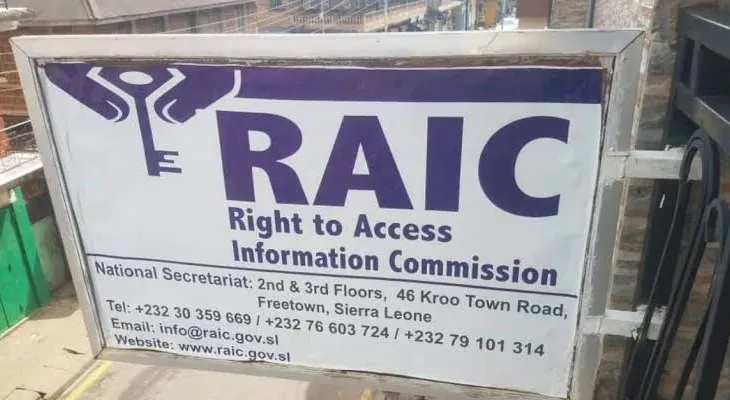 RAIC
Right to Access
Information Commission
National Secretariat: 2nd & 3rd Floors, 46 Kroo Town Road,
Freetown, Sierra Leone
Tel: +232 30 359 669 / +232 76 603 724 / +232 79 101 314
Email: info@raic.gov.sl
Website: www.raic.gov.sl